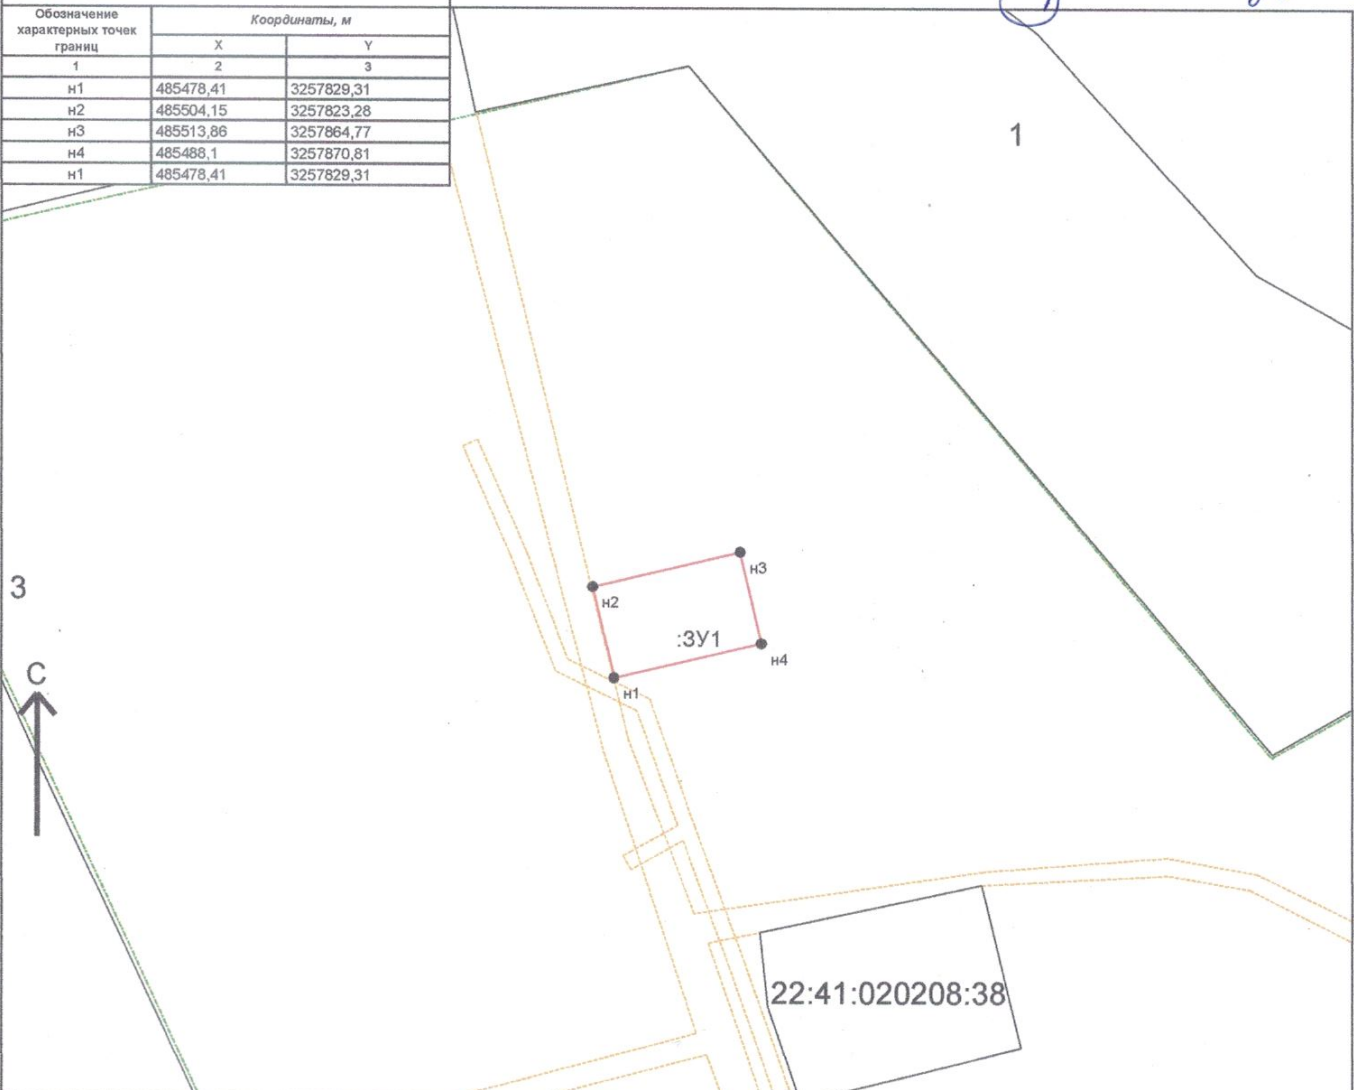 Обозначение характерных точек границ Координаты, м
X Y
1 2 3
н1 485478,41 3257829,31
н2 485504,15 3257823,28
н3 485513,86 3257864,77
н4 485488,1 3257870,81
н1 485478,41 3257829,31
1
н3
3
н2
:ЗУ1
н4
С
н1
22:41:020208:38